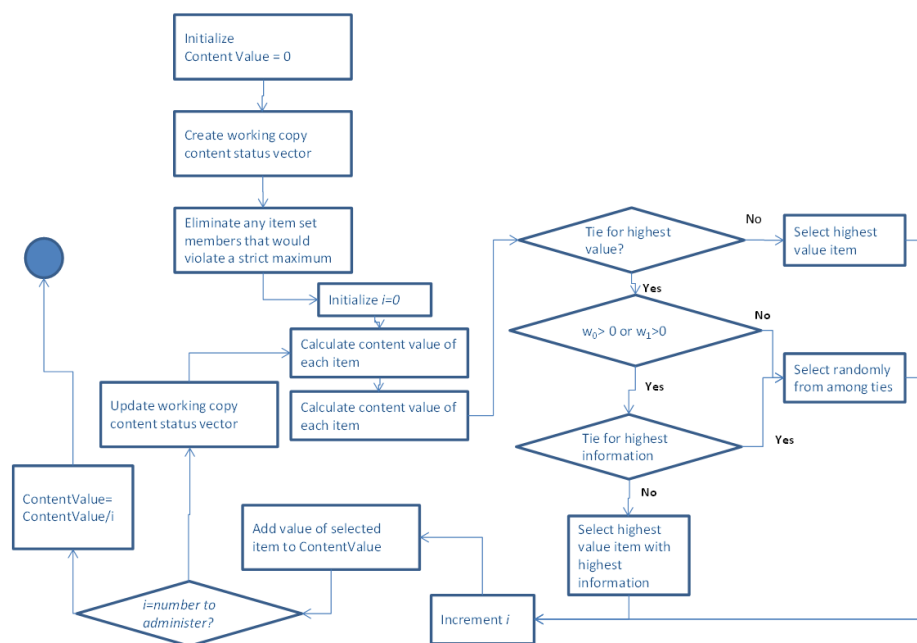 Initialize
Content Value = 0
Create working copy
content status vector
Eliminate any item set
members that would
violate a strict maximum
Initialize i=0
Calculate content value of
each item
Calculate content value of
each item
Tie for highest
value?
No
Select highest
value item
Yes
w₀> 0 or w₁>0
No
Select randomly
from among ties
Yes
Tie for highest
information
Yes
No
Select highest
value item with
highest
information
Increment i
Add value of selected
item to ContentValue
i=number to
administer?
Update working copy
content status vector
ContentValue=
ContentValue/i